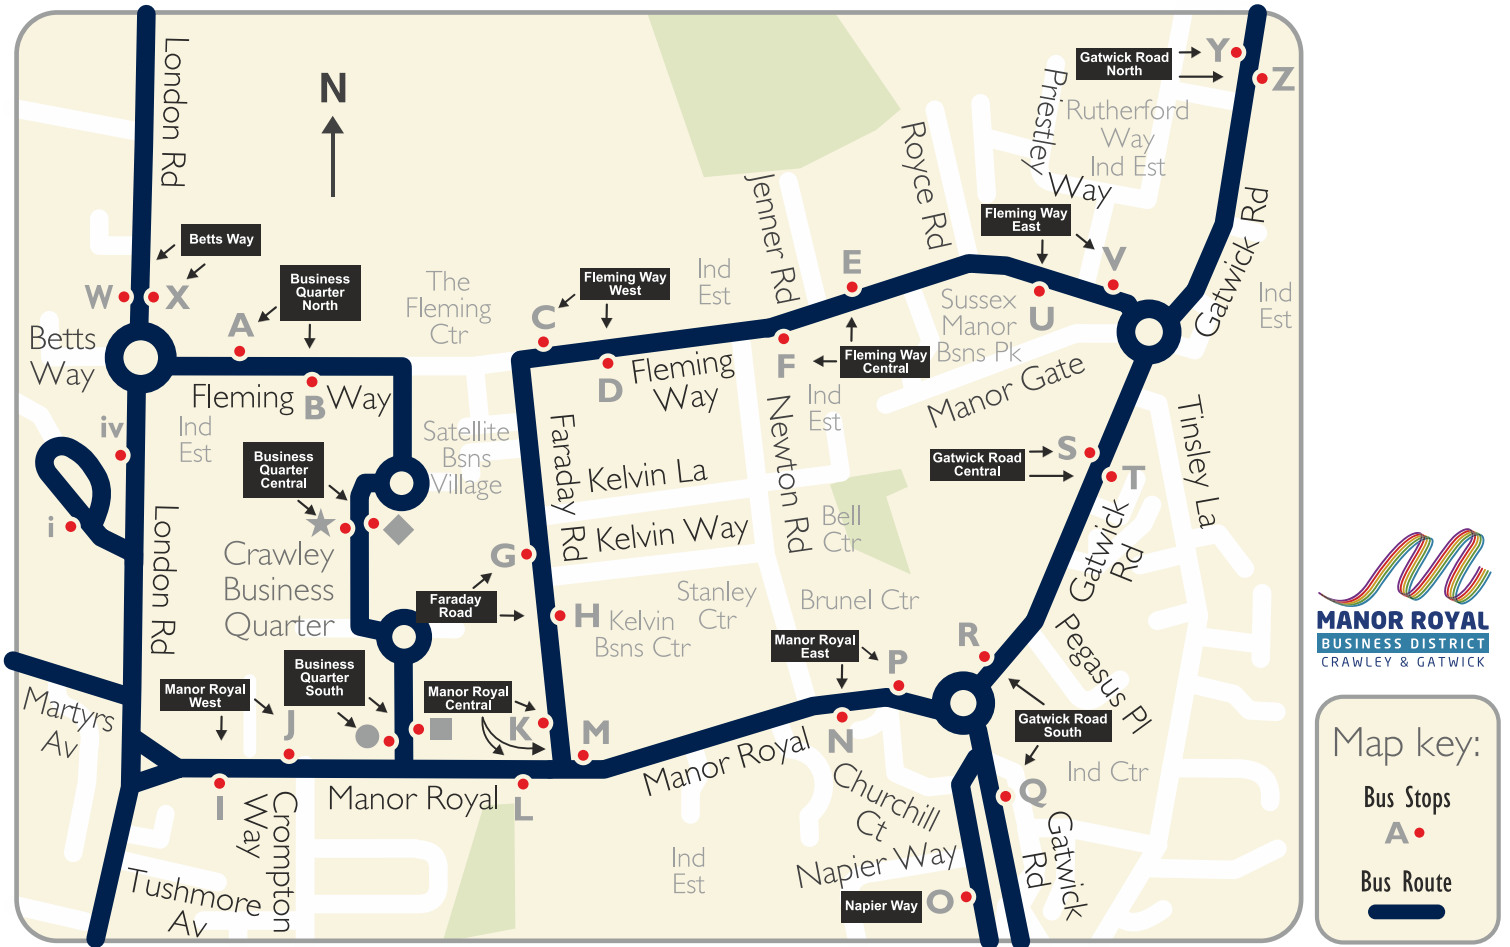 London Rd
N
Betts Way
W
X
Business
Quarter
North
A
Betts
Way
Fleming
B
Way
The
Fleming
Ctr
Fleming Way
West
C
D
Fleming
Way
Ind
Est
Jenner Rd
E
F
Fleming Way
Central
Ind
Est
Royce Rd
Priestley Way
Rutherford
Way
Ind Est
Gatwick Road
North
Y
Z
Fleming Way
East
V
U
Sussex
Manor
Bsns Pk
Manor Gate
Gatwick Rd
Ind
Est
iv
Ind
Est
i
London Rd
Business
Quarter
Central
Satellite
Bsns
Village
Crawley
Business
Quarter
Faraday Rd
Kelvin La
Kelvin Way
Newton Rd
Bell
Ctr
G
Faraday
Road
H
Kelvin
Bsns Ctr
Stanley
Ctr
Brunel Ctr
Gatwick Road
Central
S
T
Tinsley La
Gatwick
Rd
Pegasus Pl
R
Manor Royal
East
P
N
Gatwick Road
South
Ind Ctr
Q
Martyrs
Av
Manor Royal
West
J
I
Business
Quarter
South
Manor Royal
Central
K
M
L
Manor Royal
Manor Royal
Crompton
Way
Tushmore
Av
Ind
Est
Churchill
Ct
Napier Way
Napier Way
O
Gatwick
Rd
MANOR ROYAL
BUSINESS DISTRICT
CRAWLEY & GATWICK
Map key:
Bus Stops
A
Bus Route